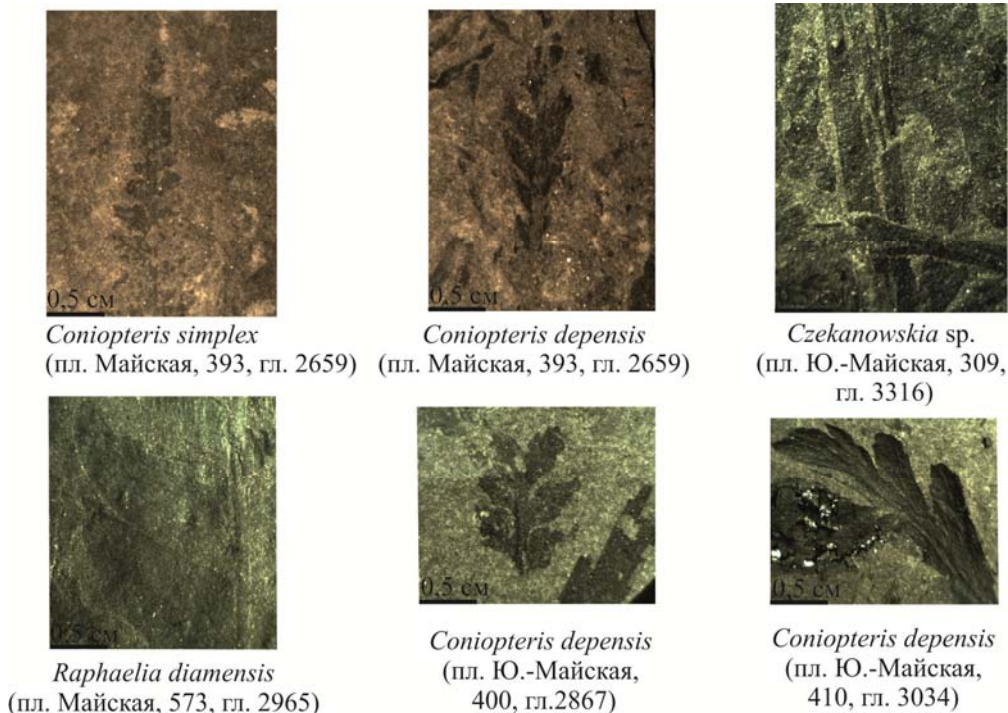 0,5 см
Coniopteris simplex
(пл. Майская, 393, гл. 2659)
0,5 см
Coniopteris depensis
(пл. Майская, 393, гл. 2659)
0,5 см
Czekanowskia sp.
(пл. Ю.-Майская, 309,
гл. 3316)
0,5 см
Raphaelia diamensis
(пл. Майская, 573, гл. 2965)
0,5 см
Coniopteris depensis
(пл. Ю.-Майская,
400, гл.2867)
0,5 см
Coniopteris depensis
(пл. Ю.-Майская,
410, гл. 3034)